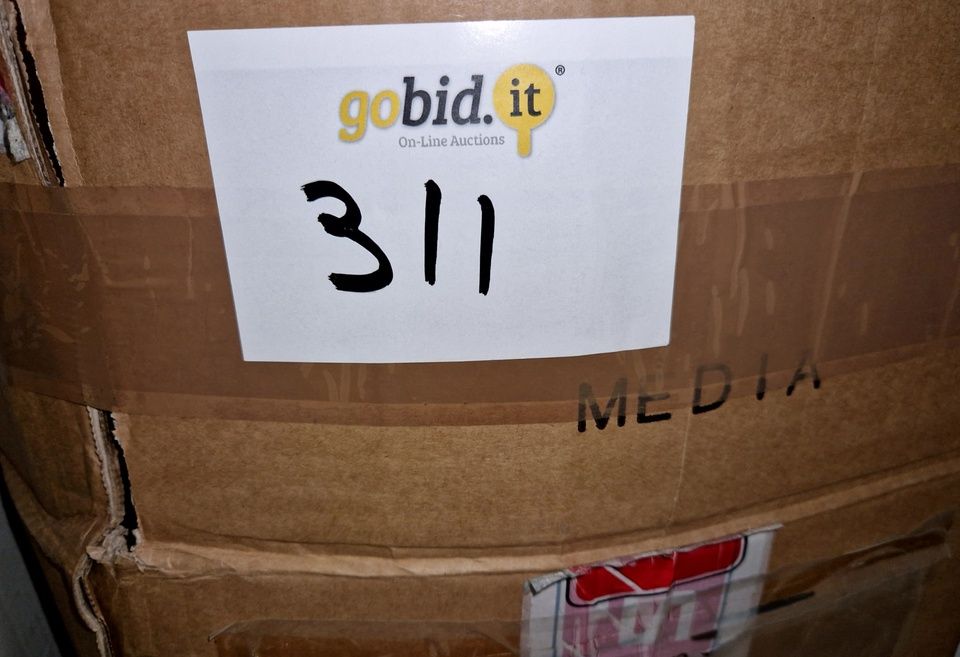 gobid.it®
On-Line Auctions
311
MEDIA